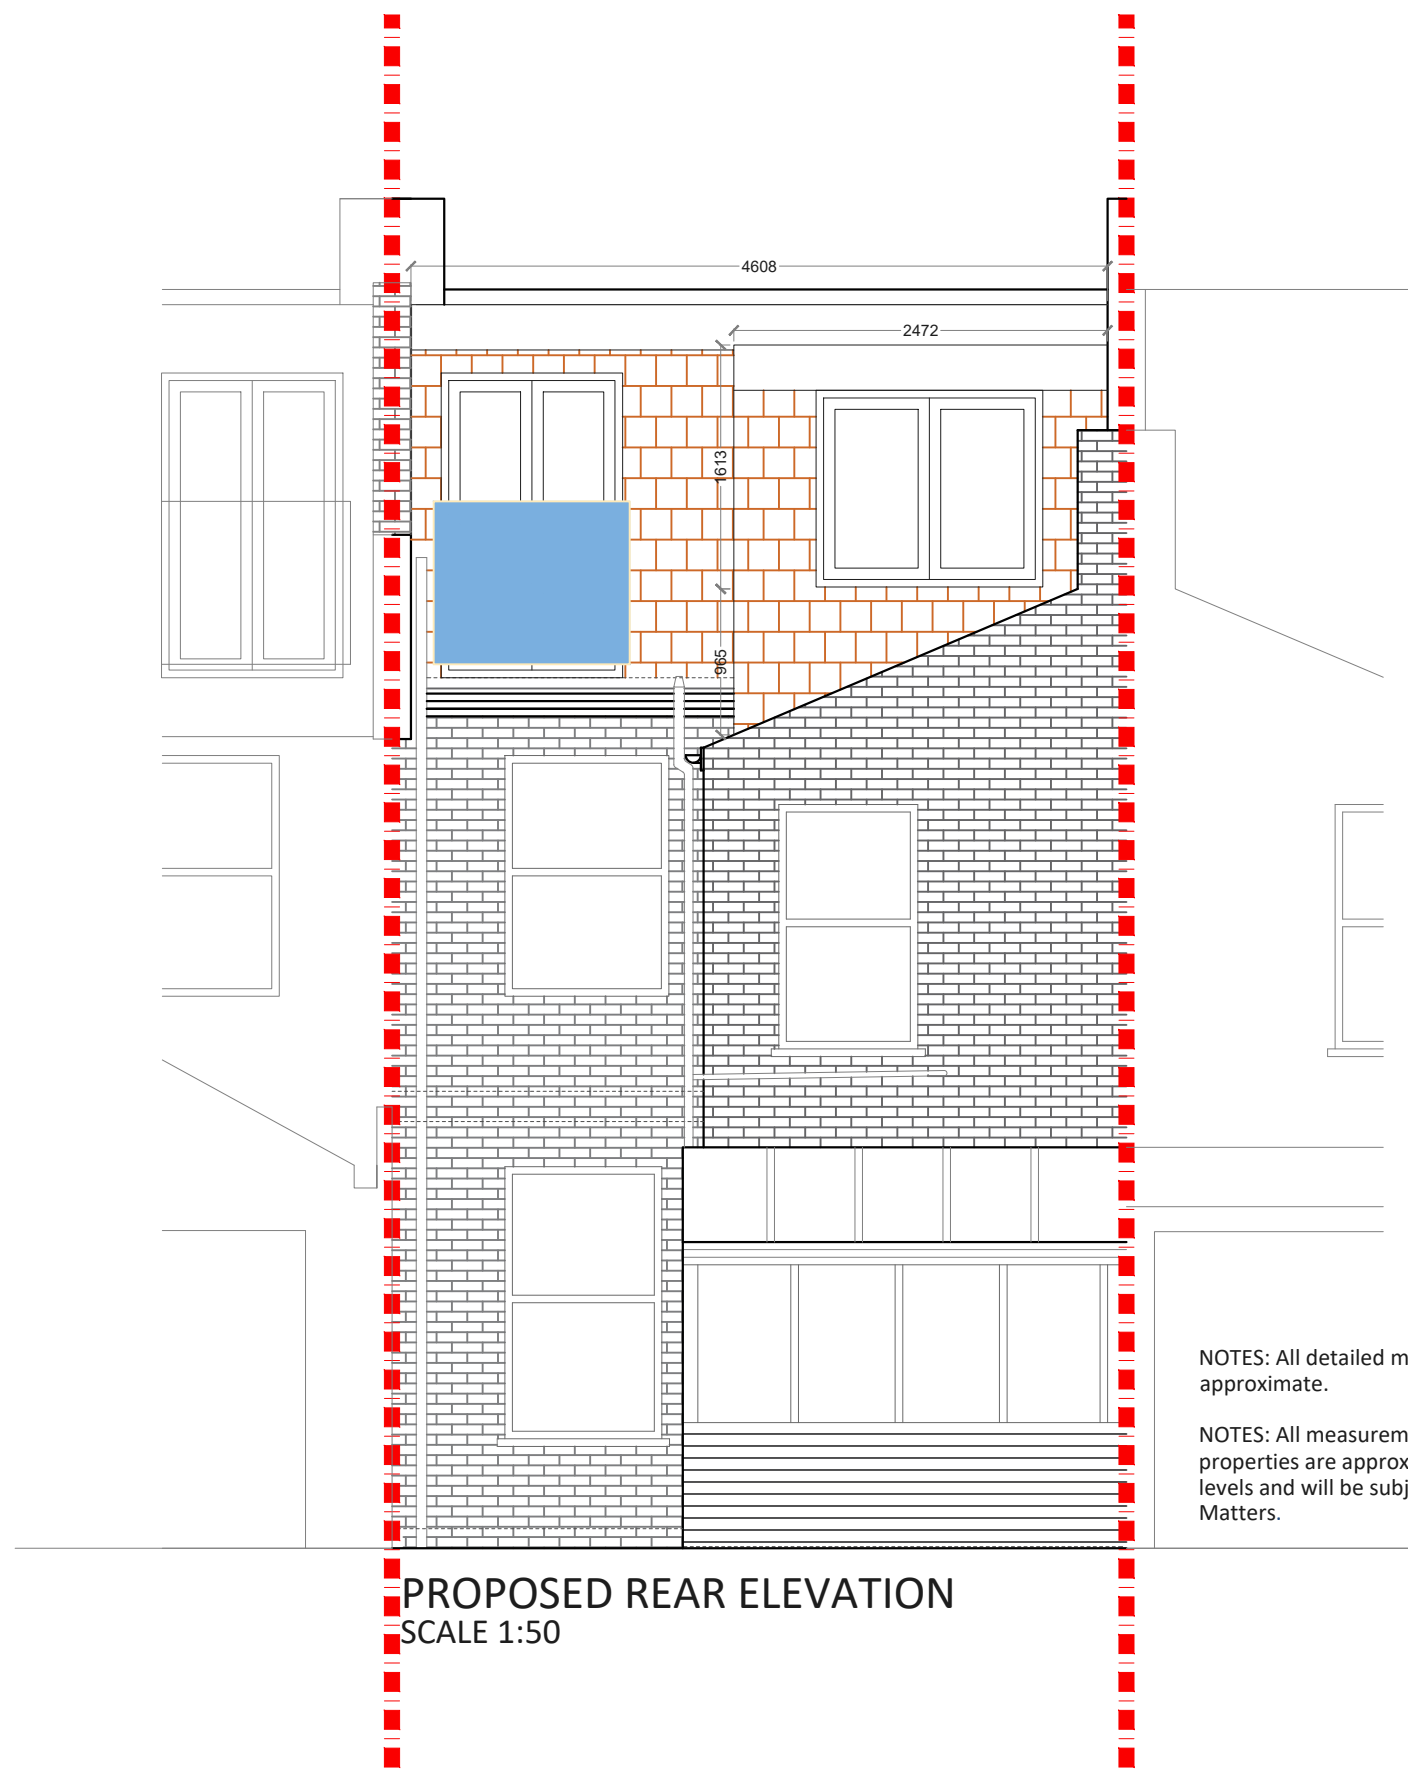 4608
2472
1613
965
NOTES: All detailed m
approximate.
NOTES: All measurem
properties are approx
levels and will be subj
Matters.
PROPOSED REAR ELEVATION
SCALE 1:50